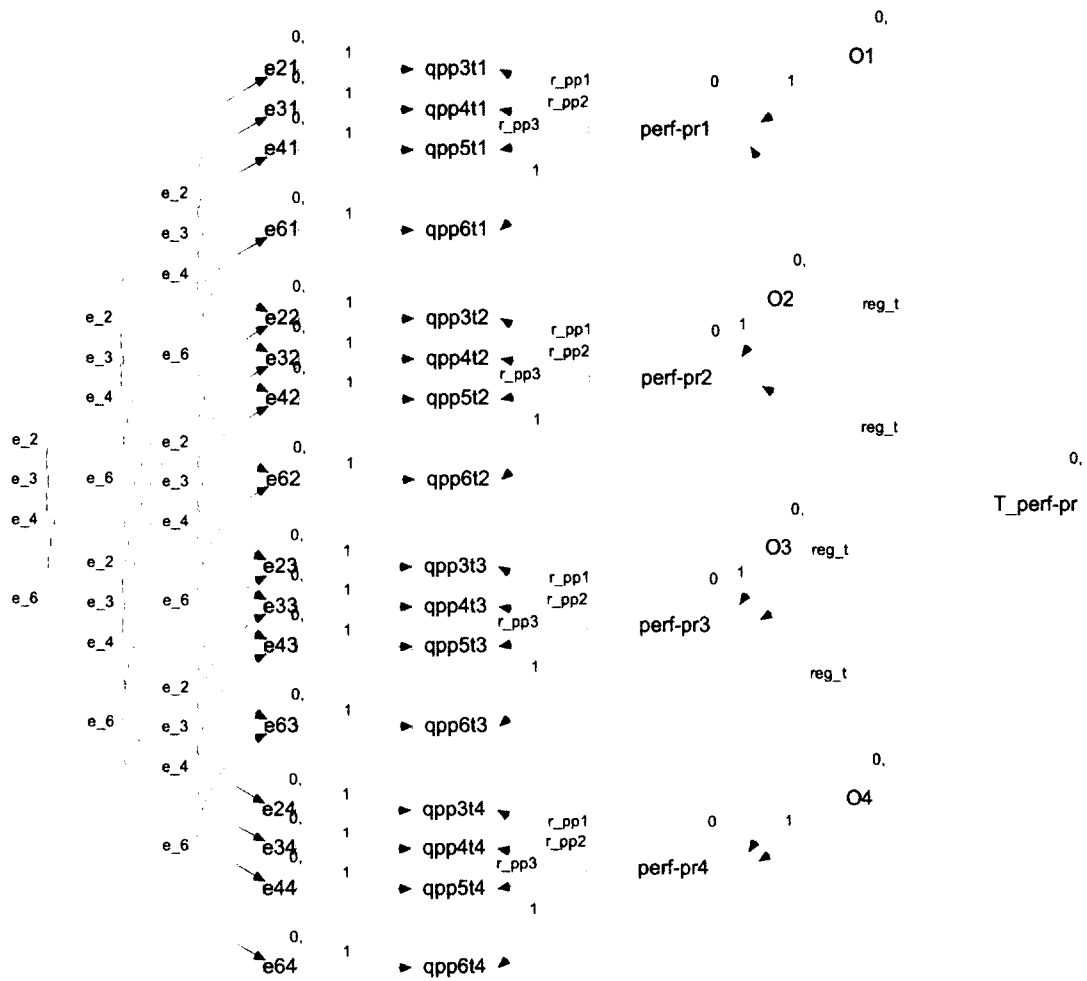 0,
0, O1
1
e21 qpp3t1 r_pp1 0 1
0, 1
e31 qpp4t1 r_pp2
0, 1 r_pp3 perf-pr1
e41 qpp5t1
1
e_2 0, 1
e_3 e61 qpp6t1
e_4 0,
0, 1 O2 reg_t
e_2 e22 qpp3t2 r_pp1 0 1
0, 1
e_3 e_6 e32 qpp4t2 r_pp2
0, 1 r_pp3 perf-pr2
e_4 e42 qpp5t2
1 reg_t
e_2 e_2 0, 1 0,
e_3 e_6 e_3 e62 qpp6t2
T_perf-pr
e_4 e_4 0,
0, 1 O3 reg_t
e_2 e23 qpp3t3 r_pp1 0 1
0, 1
e_6 e_3 e_6 e33 qpp4t3 r_pp2
0, 1 r_pp3 perf-pr3
e_4 e43 qpp5t3
1 reg_t
e_2 0, 1
e_6 e_3 e63 qpp6t3
e_4 0,
0, 1 O4
e24 qpp3t4 r_pp1 0 1
0, 1
e_6 e34 qpp4t4 r_pp2
0, 1 r_pp3 perf-pr4
e44 qpp5t4
1
0, 1
e64 qpp6t4